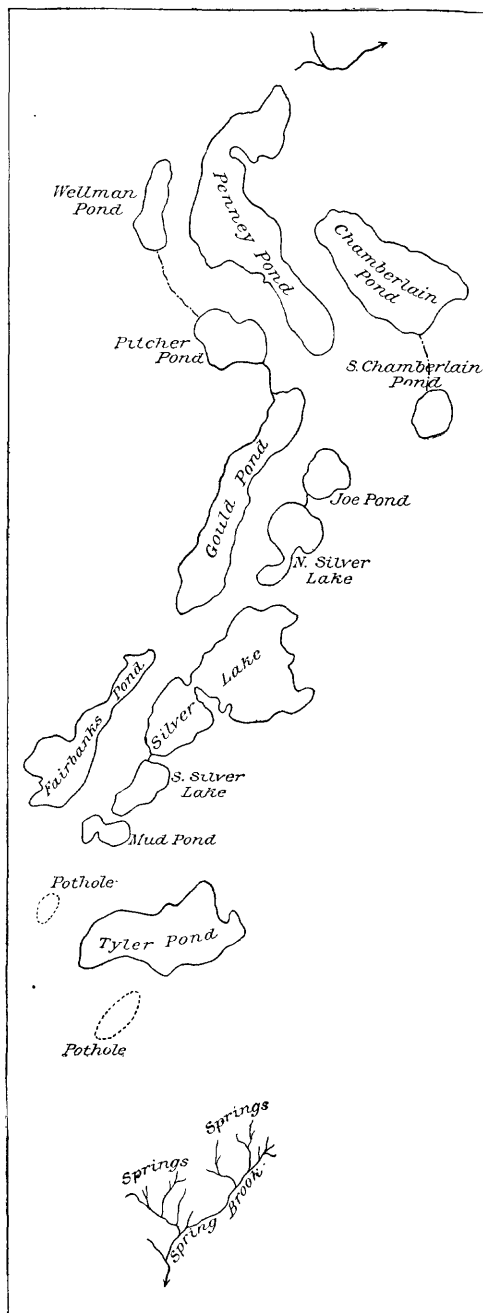 Wellman
Pond
Penney Pond
Chamberlain
Pond
Pitcher
Pond
S. Chamberlain
Pond
Gould Pond
Joe Pond
N. Silver
Lake
Fairbanks Pond
Silver Lake
S. Silver
Lake
Mud Pond
Pothole
Tyler Pond
Pothole
Springs
Springs
Spring Brook